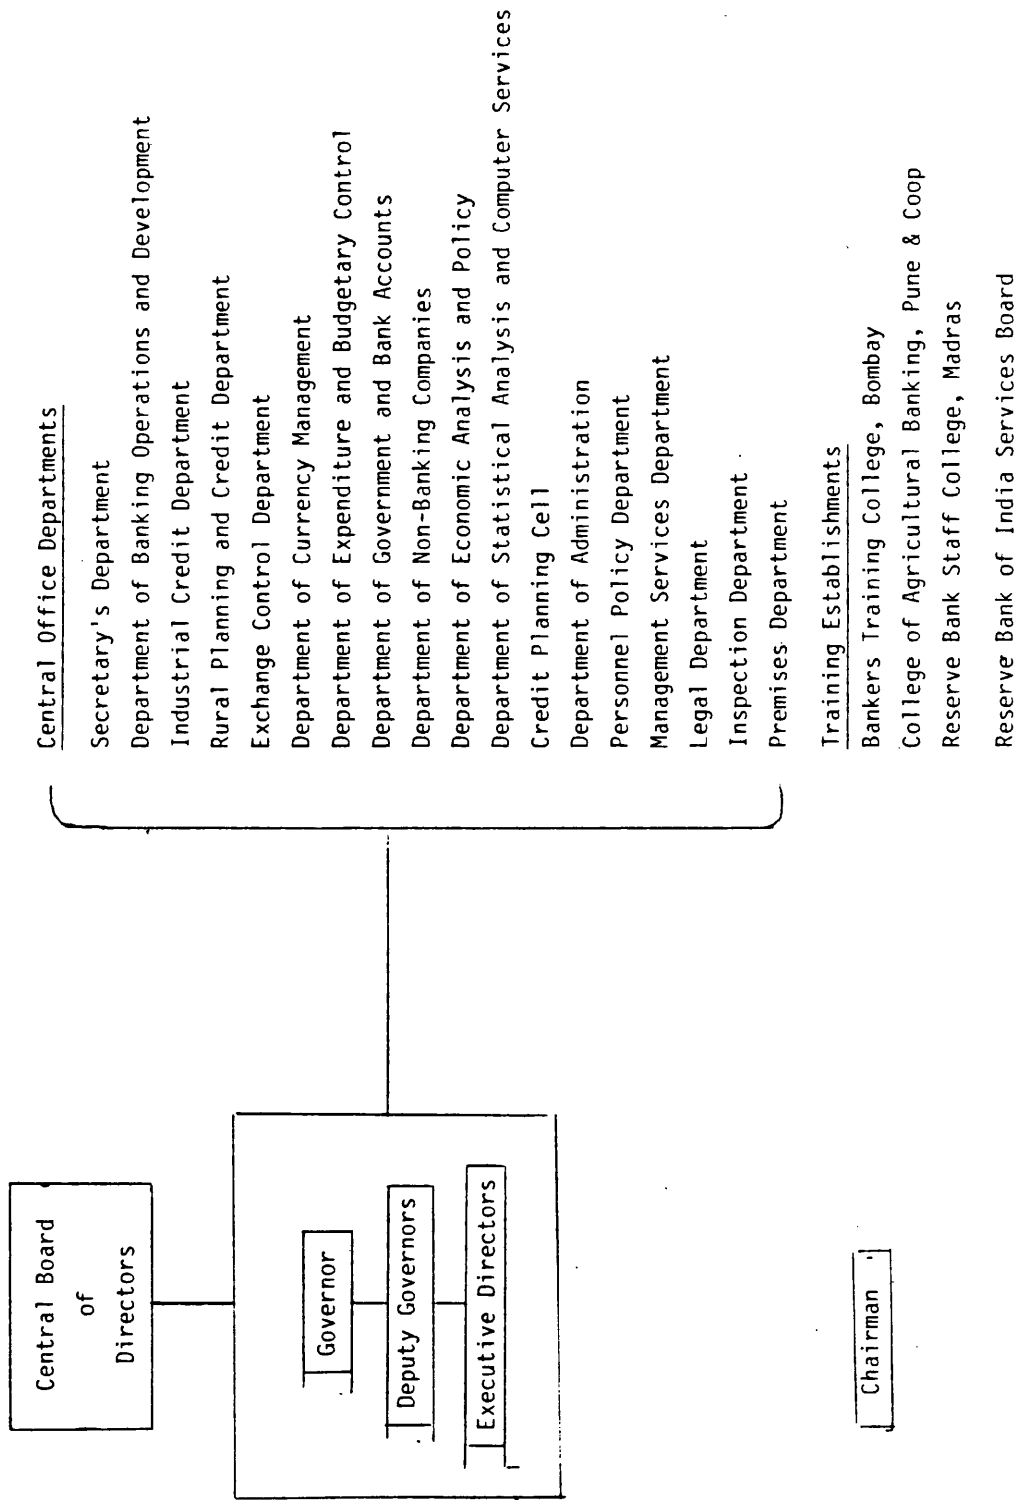 Central Board
of
Directors
Governor
Deputy Governors
Executive Directors
Chairman
Central Office Departments
Secretary's Department
Department of Banking Operations and Development
Industrial Credit Department
Rural Planning and Credit Department
Exchange Control Department
Department of Currency Management
Department of Expenditure and Budgetary Control
Department of Government and Bank Accounts
Department of Non-Banking Companies
Department of Economic Analysis and Policy
Department of Statistical Analysis and Computer Services
Credit Planning Cell
Department of Administration
Personnel Policy Department
Management Services Department
Legal Department
Inspection Department
Premises Department
Training Establishments
Bankers Training College, Bombay
College of Agricultural Banking, Pune & Coop
Reserve Bank Staff College, Madras
Reserve Bank of India Services Board